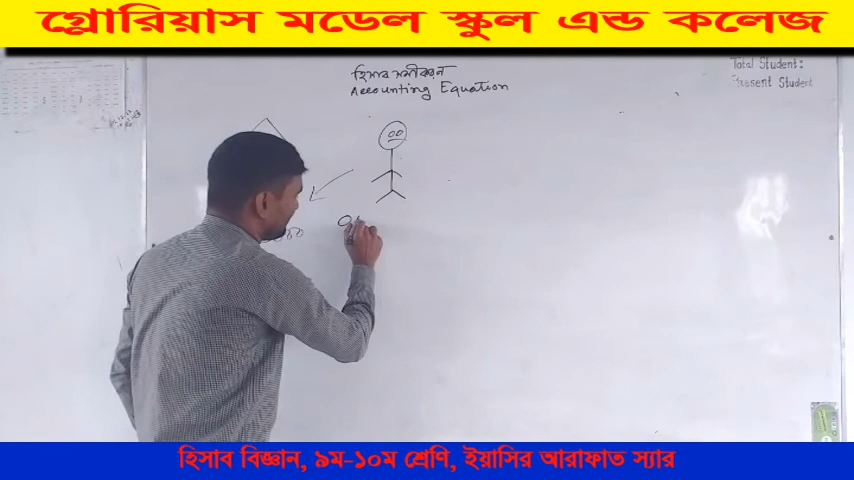 গ্লোরিয়াস মডেল স্কুল এন্ড কলেজ
Total Student:
Present Student
হিসাব সমীকরণ
Accounting Equation
হিসাব বিজ্ঞান, ৯ম-১০ম শ্রেণি, ইয়াসির আরাফাত স্যার